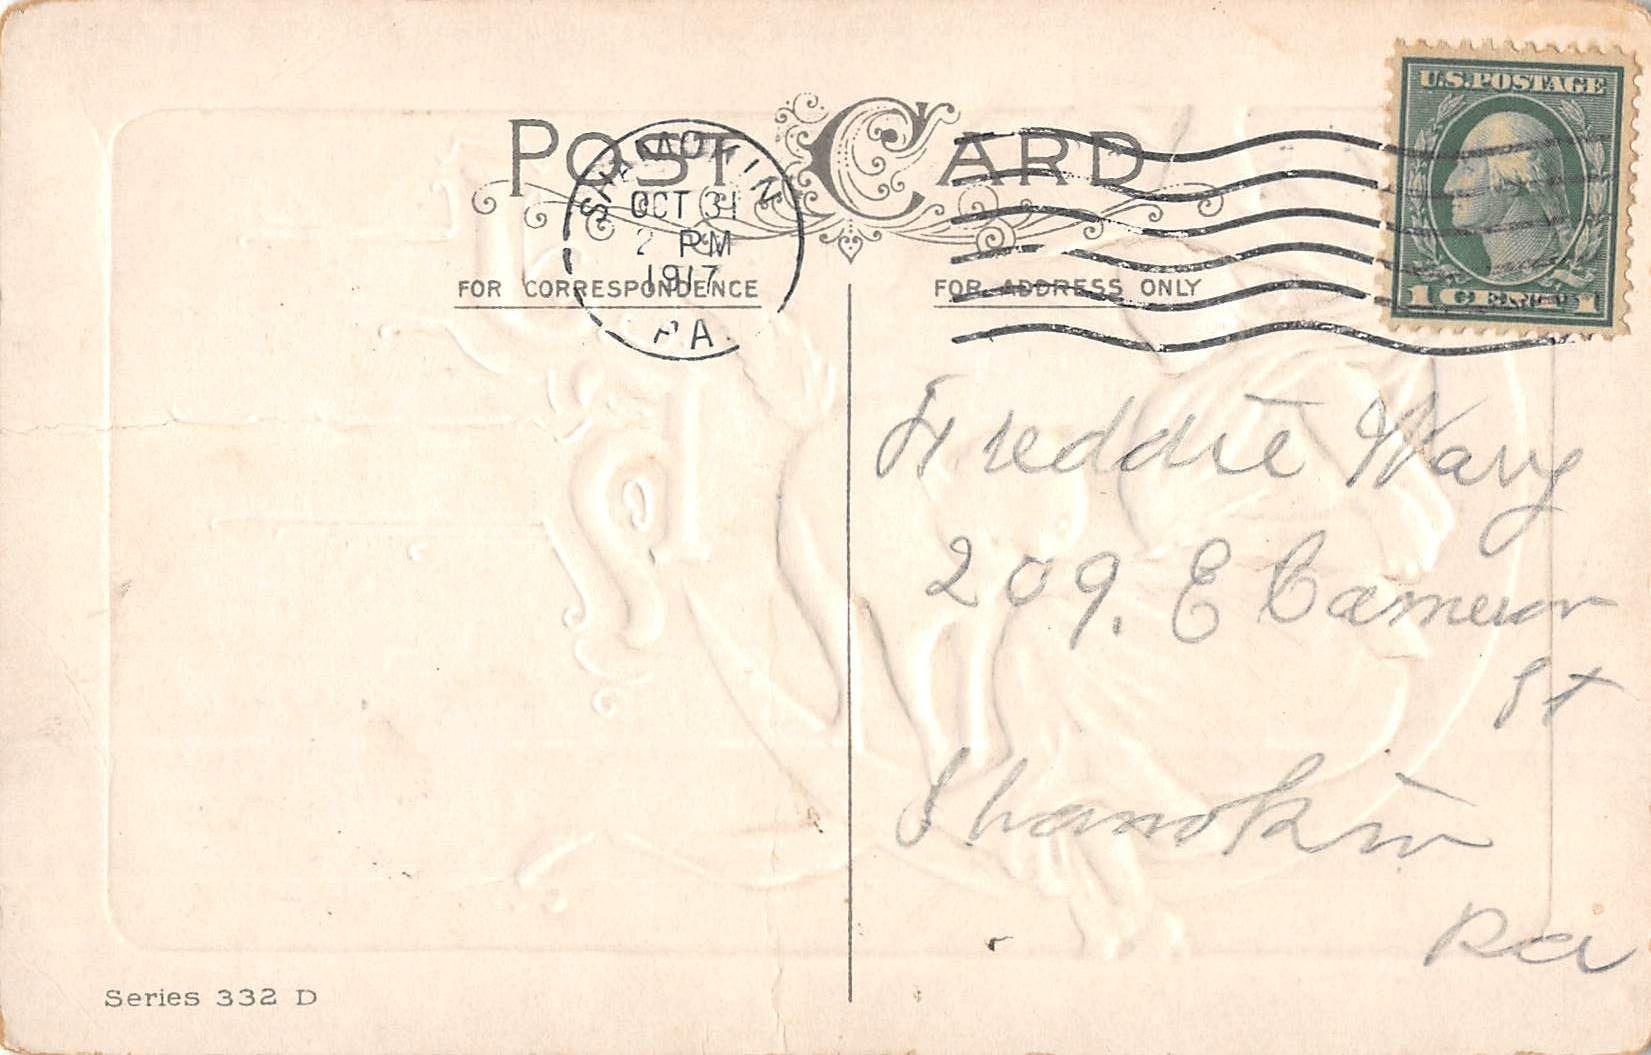 POST CARD
U.S. POSTAGE
1 CENT 1
SHAMOKIN
OCT 31
2 PM
1917
PA.
FOR CORRESPONDENCE
FOR ADDRESS ONLY
Freddie Wary
209. E Cameron
St
Shamokin
Pa
Series 332 D